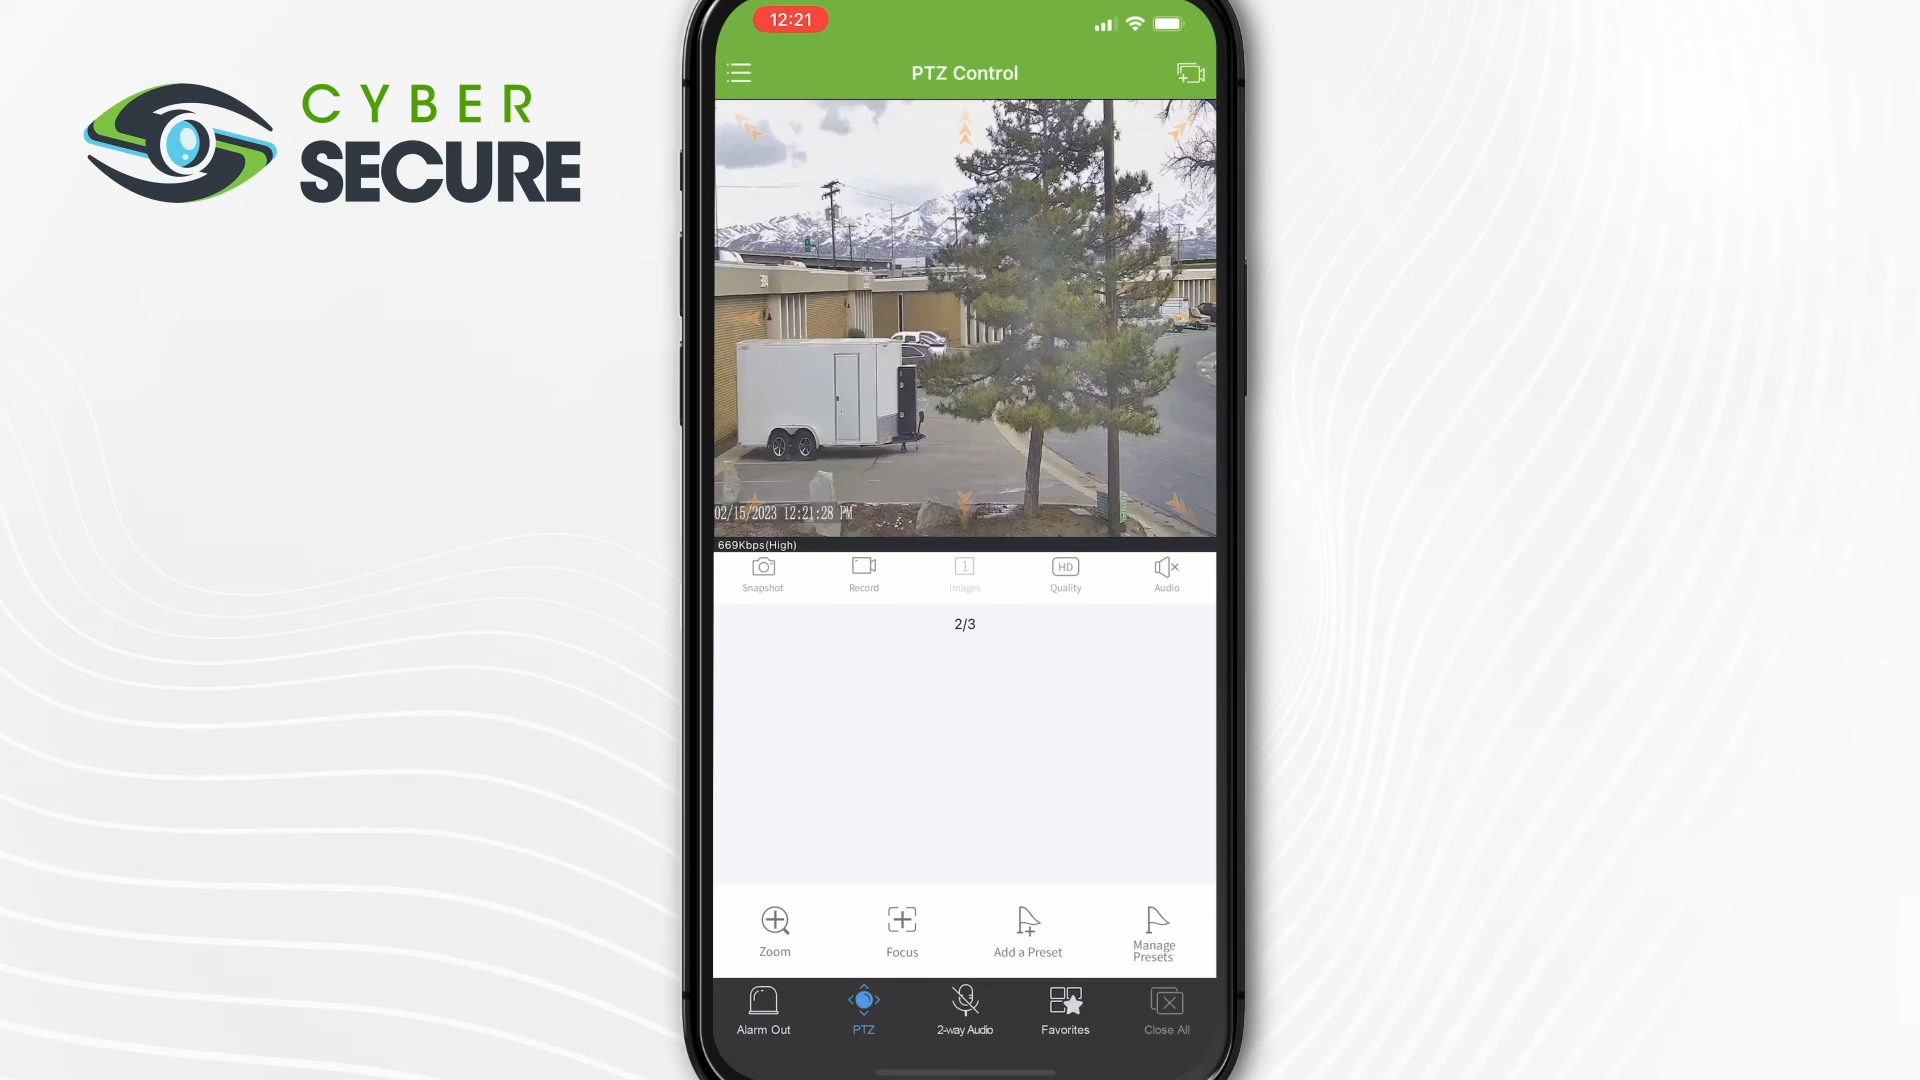 CYBER
SECURE
12:21
PTZ Control
02/15/2023 12:21:28 PM
669Kbps(High)
1
HD
Snapshot
Record
Images
Quality
Audio
2/3
Zoom
Focus
Add a Preset
Manage
Presets
Alarm Out
PTZ
2-way Audio
Favorites
Close All